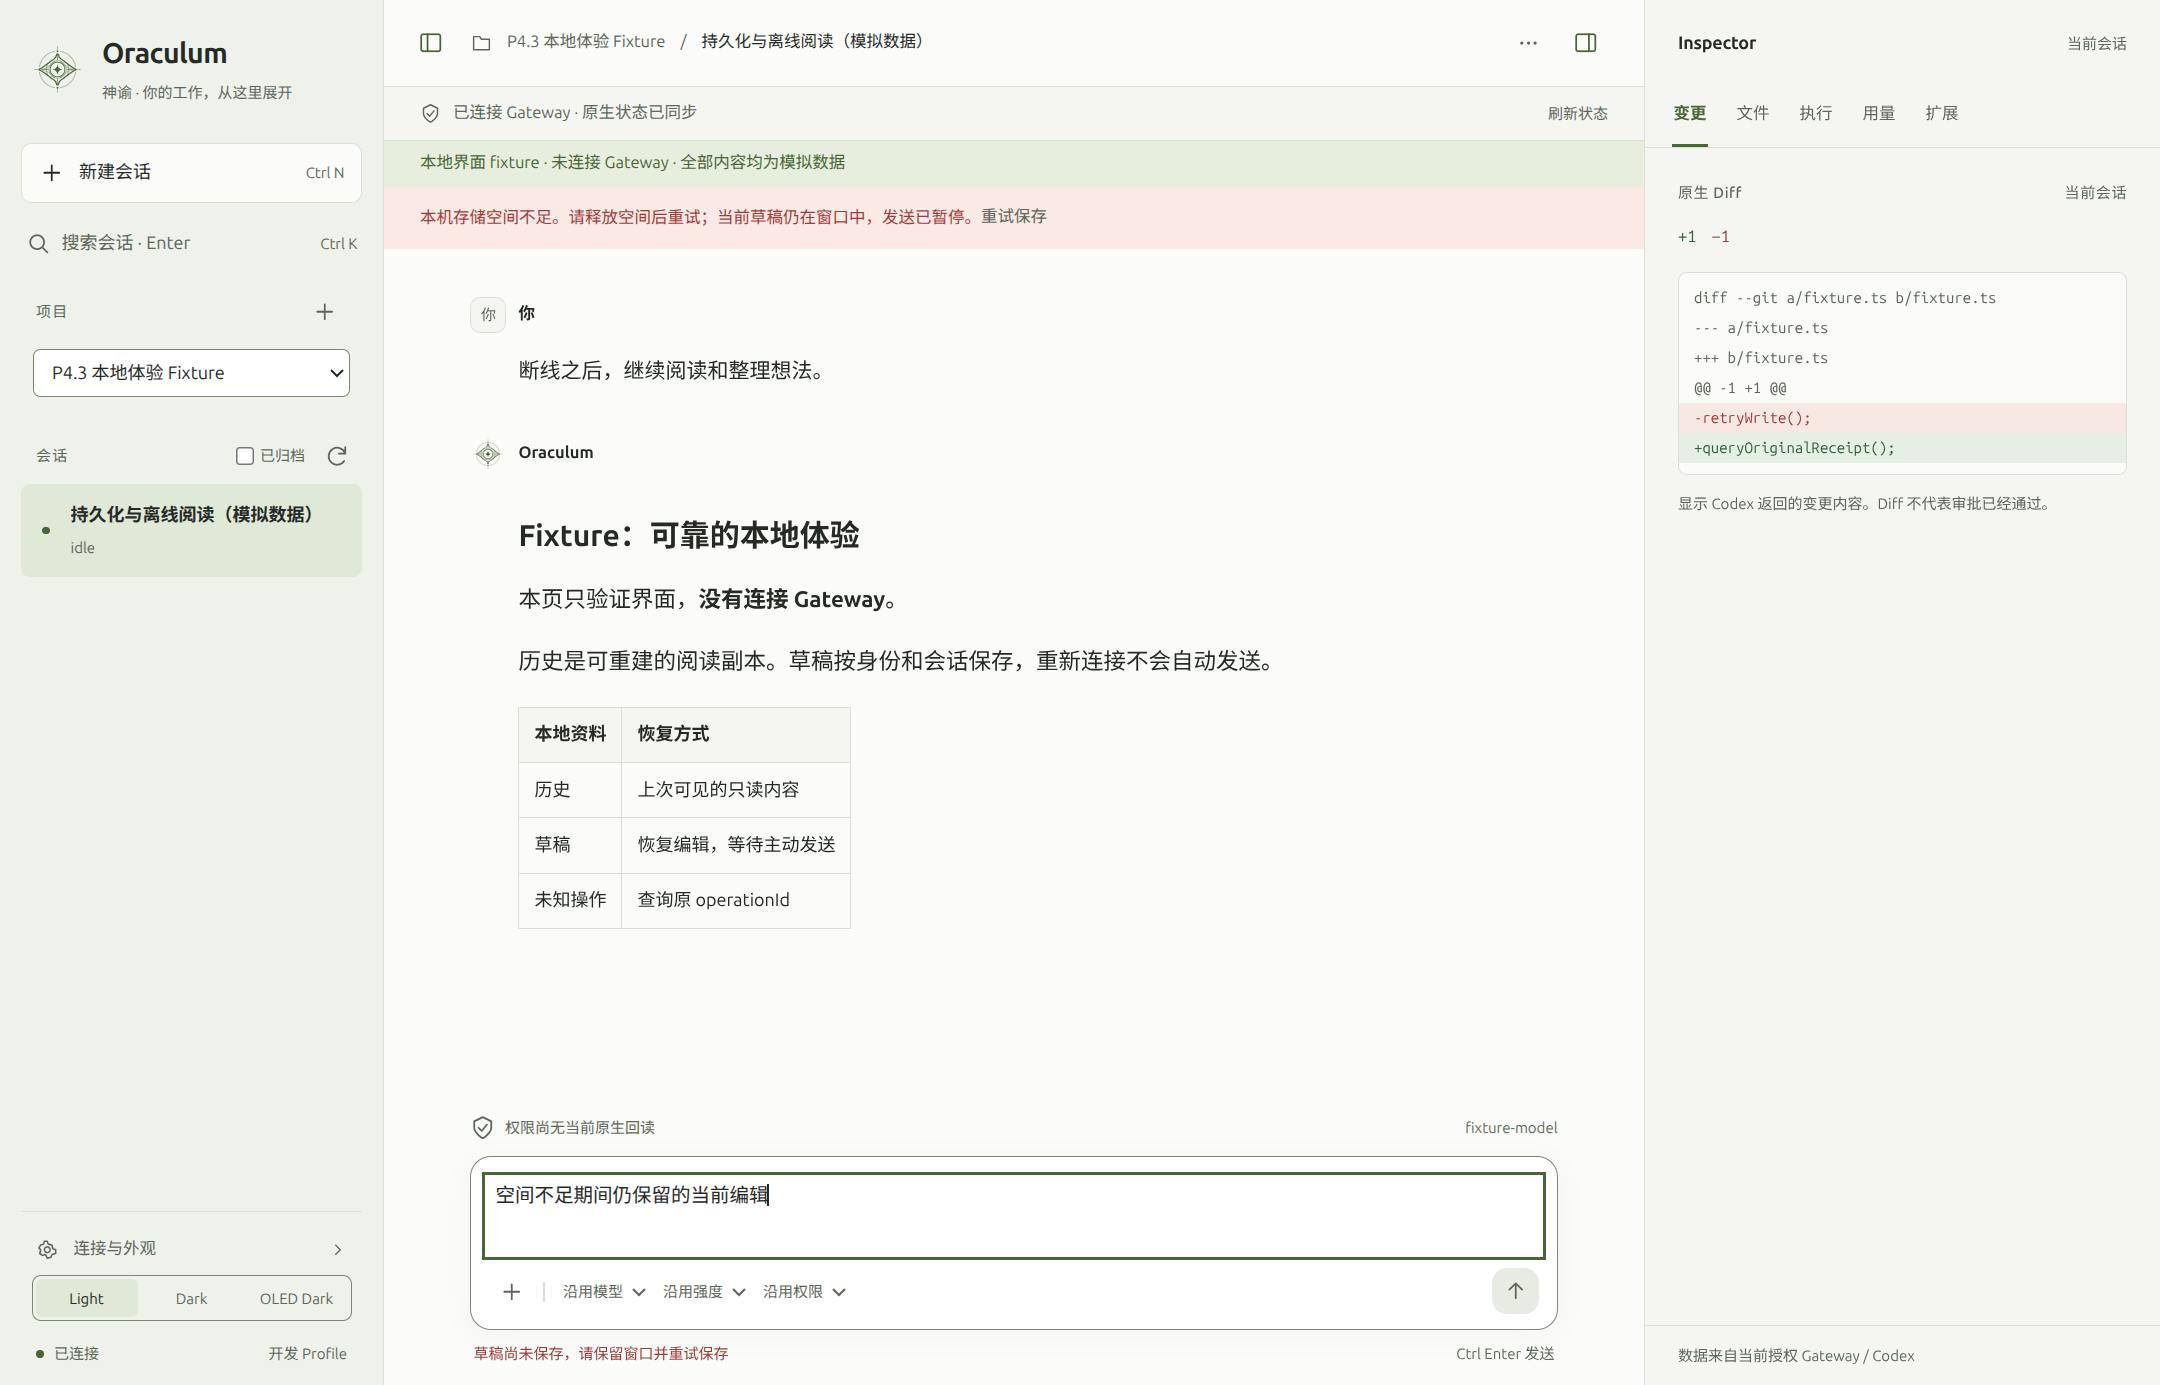 Oraculum
神谕 · 你的工作，从这里展开
新建会话 Ctrl N
搜索会话 · Enter Ctrl K
项目
P4.3 本地体验 Fixture
会话 已归档
持久化与离线阅读（模拟数据）
idle
连接与外观
Light Dark OLED Dark
已连接 开发 Profile
P4.3 本地体验 Fixture / 持久化与离线阅读（模拟数据）
已连接 Gateway · 原生状态已同步 刷新状态
本地界面 fixture · 未连接 Gateway · 全部内容均为模拟数据
本机存储空间不足。请释放空间后重试；当前草稿仍在窗口中，发送已暂停。重试保存
你 你
断线之后，继续阅读和整理想法。
Oraculum
Fixture：可靠的本地体验
本页只验证界面，没有连接 Gateway。
历史是可重建的阅读副本。草稿按身份和会话保存，重新连接不会自动发送。
本地资料 恢复方式
历史 上次可见的只读内容
草稿 恢复编辑，等待主动发送
未知操作 查询原 operationId
权限尚无当前原生回读 fixture-model
空间不足期间仍保留的当前编辑
沿用模型 沿用强度 沿用权限
草稿尚未保存，请保留窗口并重试保存 Ctrl Enter 发送
Inspector 当前会话
变更 文件 执行 用量 扩展
原生 Diff 当前会话
+1 −1
diff --git a/fixture.ts b/fixture.ts
--- a/fixture.ts
+++ b/fixture.ts
@@ -1 +1 @@
-retryWrite();
+queryOriginalReceipt();
显示 Codex 返回的变更内容。Diff 不代表审批已经通过。
数据来自当前授权 Gateway / Codex